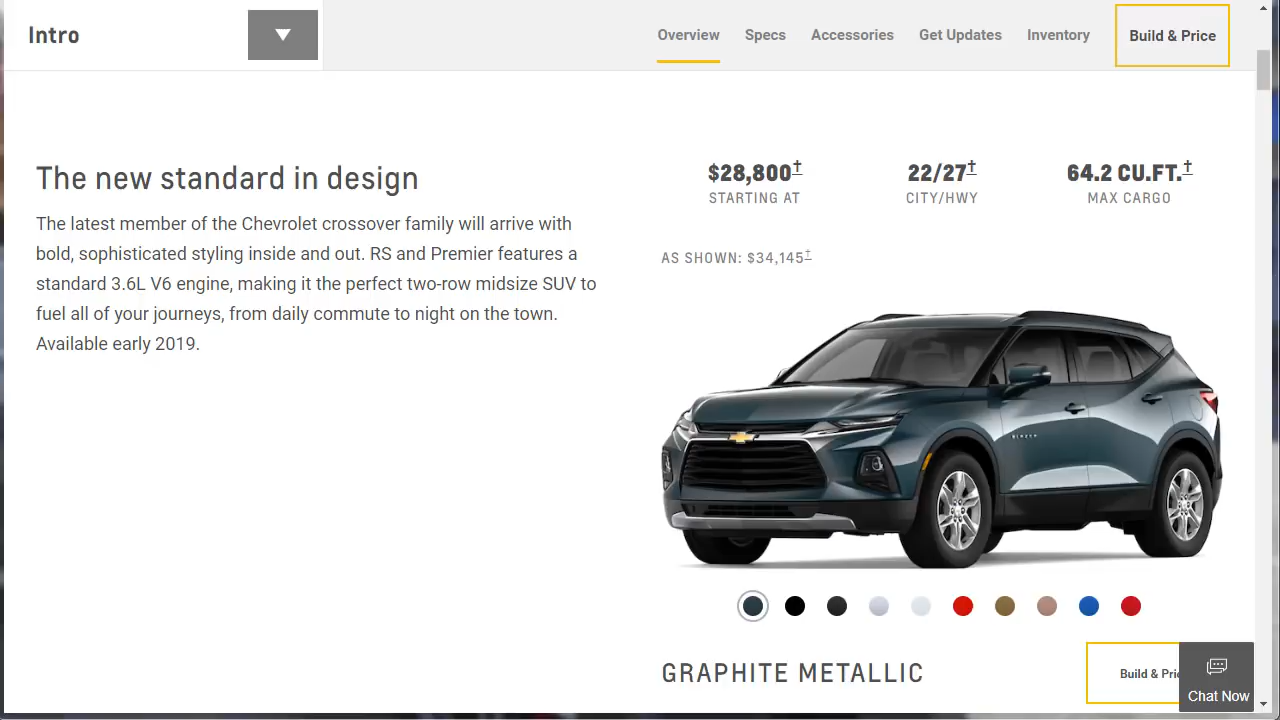 Intro
Overview
Specs
Accessories
Get Updates
Inventory
Build & Price
The new standard in design
The latest member of the Chevrolet crossover family will arrive with
bold, sophisticated styling inside and out. RS and Premier features a
standard 3.6L V6 engine, making it the perfect two-row midsize SUV to
fuel all of your journeys, from daily commute to night on the town.
Available early 2019.
$28,800†
STARTING AT
22/27†
CITY/HWY
64.2 CU.FT.†
MAX CARGO
AS SHOWN: $34,145†
BLAZER
GRAPHITE METALLIC
Build & Pri
Chat Now